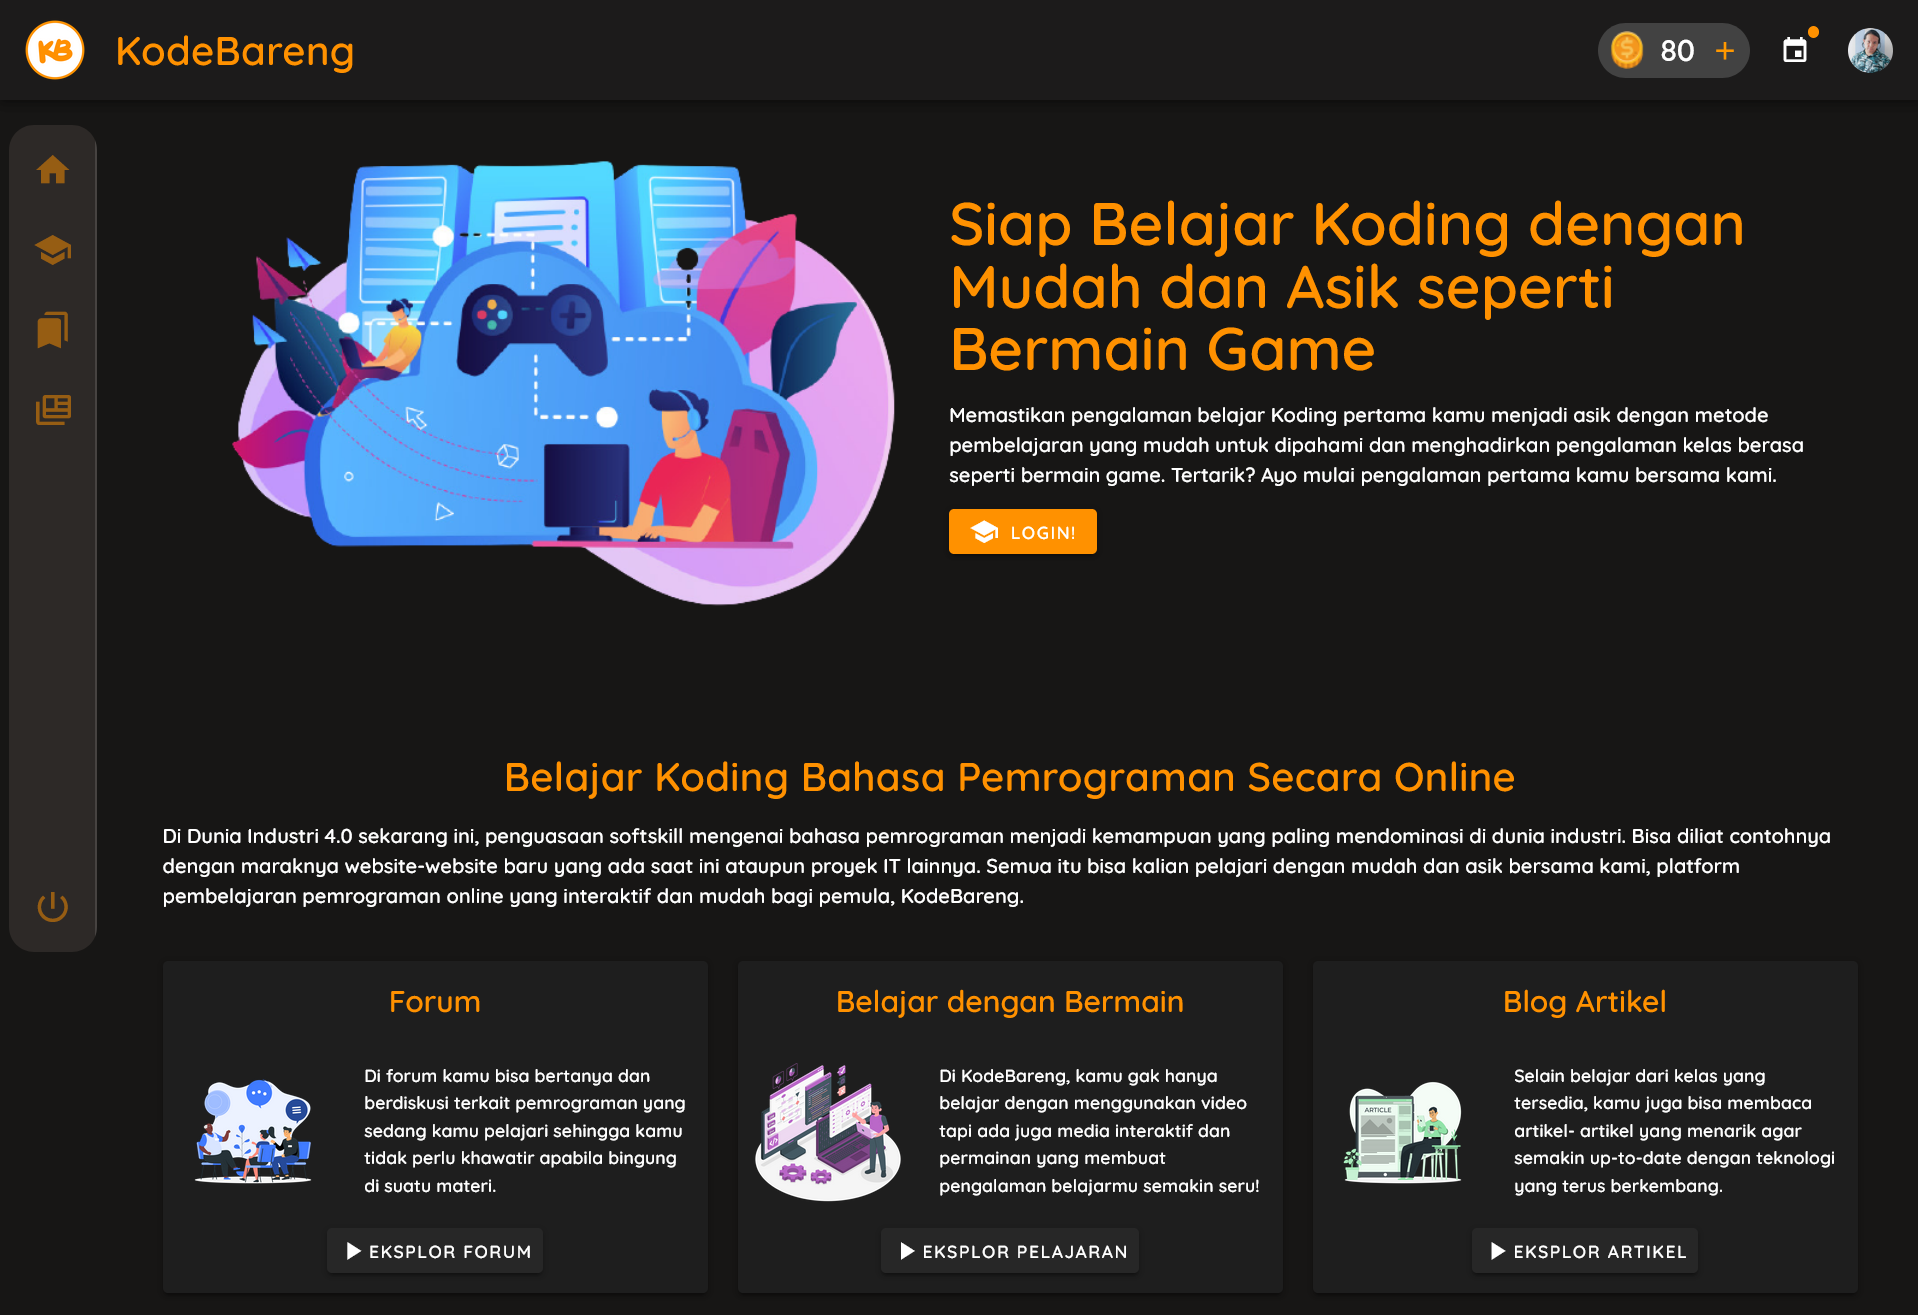 KB KodeBareng
80 +
Siap Belajar Koding dengan
Mudah dan Asik seperti
Bermain Game
Memastikan pengalaman belajar Koding pertama kamu menjadi asik dengan metode
pembelajaran yang mudah untuk dipahami dan menghadirkan pengalaman kelas berasa
seperti bermain game. Tertarik? Ayo mulai pengalaman pertama kamu bersama kami.
LOGIN!
Belajar Koding Bahasa Pemrograman Secara Online
Di Dunia Industri 4.0 sekarang ini, penguasaan softskill mengenai bahasa pemrograman menjadi kemampuan yang paling mendominasi di dunia industri. Bisa diliat contohnya
dengan maraknya website-website baru yang ada saat ini ataupun proyek IT lainnya. Semua itu bisa kalian pelajari dengan mudah dan asik bersama kami, platform
pembelajaran pemrograman online yang interaktif dan mudah bagi pemula, KodeBareng.
Forum
Di forum kamu bisa bertanya dan
berdiskusi terkait pemrograman yang
sedang kamu pelajari sehingga kamu
tidak perlu khawatir apabila bingung
di suatu materi.
EKSPLOR FORUM
Belajar dengan Bermain
Di KodeBareng, kamu gak hanya
belajar dengan menggunakan video
tapi ada juga media interaktif dan
permainan yang membuat
pengalaman belajarmu semakin seru!
EKSPLOR PELAJARAN
Blog Artikel
ARTICLE
Selain belajar dari kelas yang
tersedia, kamu juga bisa membaca
artikel- artikel yang menarik agar
semakin up-to-date dengan teknologi
yang terus berkembang.
EKSPLOR ARTIKEL